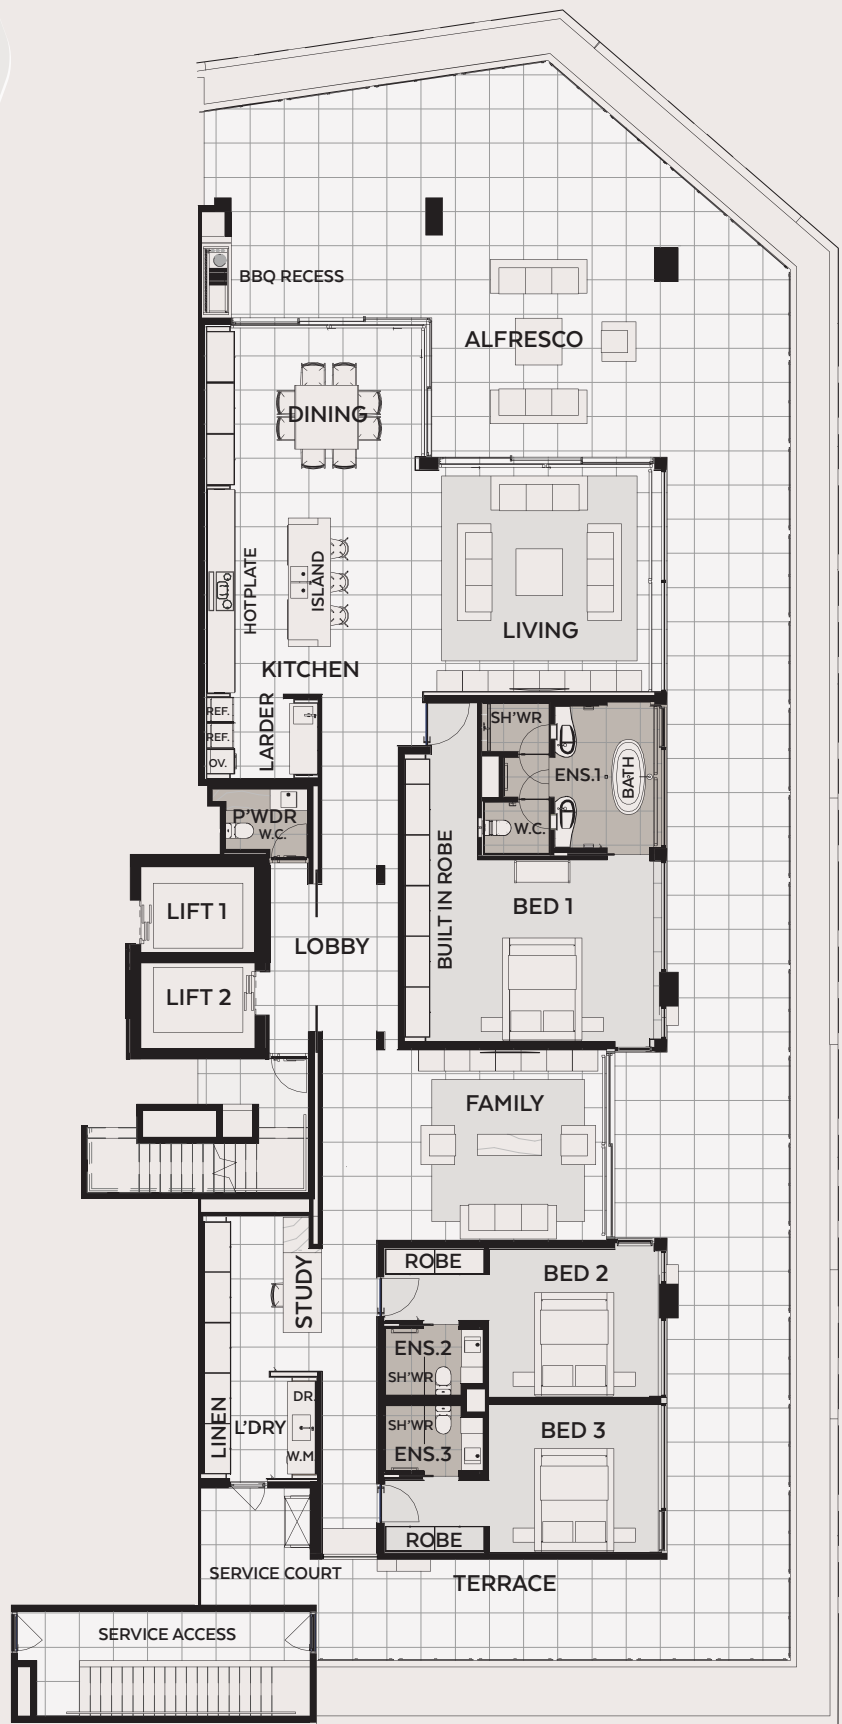 BBQ RECESS
ALFRESCO
DINING
HOTPLATE
ISLAND
LIVING
KITCHEN
LARDER
REF.
REF.
OV.
SH'WR
ENS.1
BATH
P'WDR
W.C.
W.C.
BUILT IN ROBE
BED 1
LIFT 1
LOBBY
LIFT 2
FAMILY
ROBE
BED 2
STUDY
ENS.2
SH'WR
DR.
LINEN
L'DRY
W.M.
SH'WR
ENS.3
BED 3
ROBE
SERVICE COURT
TERRACE
SERVICE ACCESS